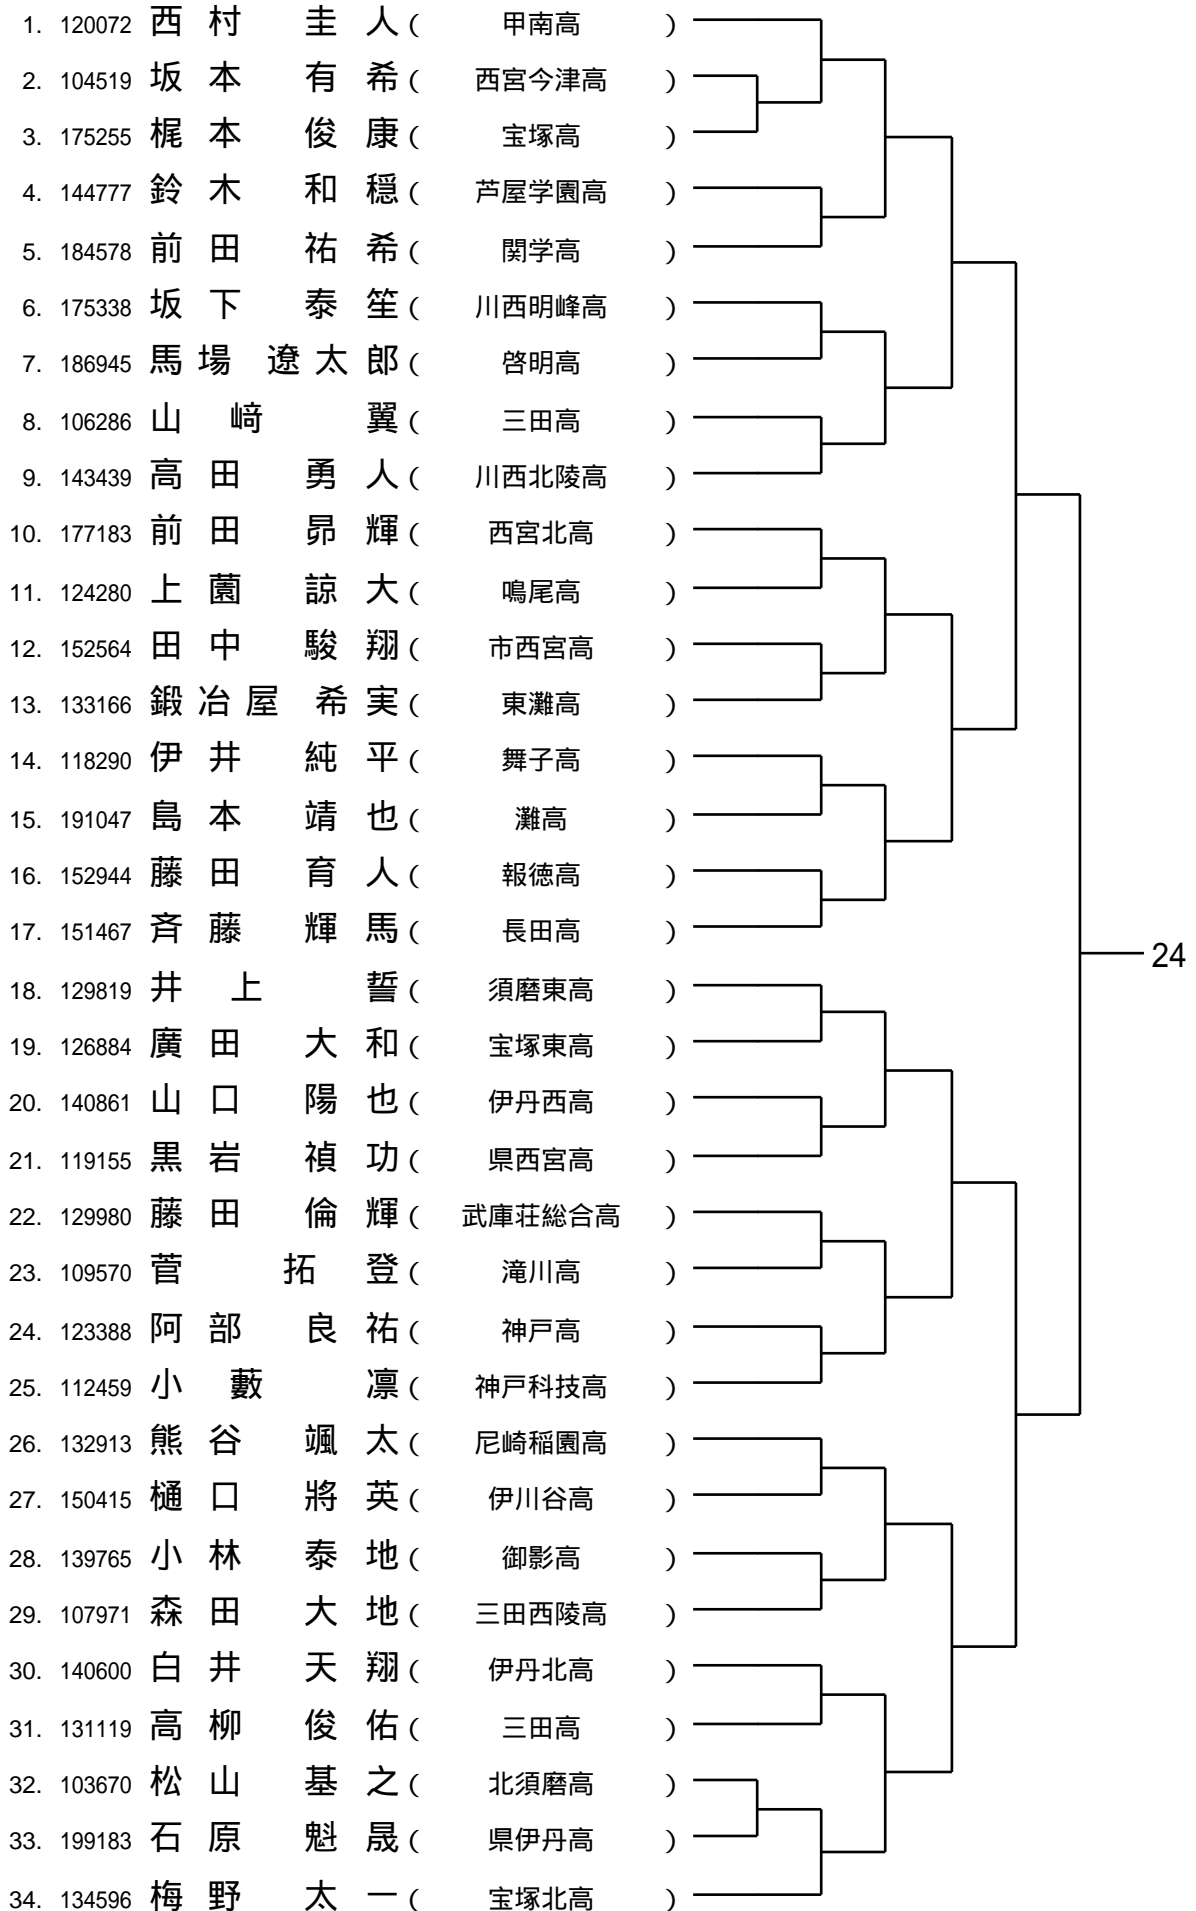 1. 120072 西村 圭人 ( 甲南高 )
2. 104519 坂本 有希 ( 西宮今津高 )
3. 175255 梶本 俊康 ( 宝塚高 )
4. 144777 鈴木 和穏 ( 芦屋学園高 )
5. 184578 前田 祐希 ( 関学高 )
6. 175338 坂下 泰笙 ( 川西明峰高 )
7. 186945 馬場 遼太郎 ( 啓明高 )
8. 106286 山﨑 翼 ( 三田高 )
9. 143439 高田 勇人 ( 川西北陵高 )
10. 177183 前田 昴輝 ( 西宮北高 )
11. 124280 上薗 諒大 ( 鳴尾高 )
12. 152564 田中 駿翔 ( 市西宮高 )
13. 133166 鍛冶屋 希実 ( 東灘高 )
14. 118290 伊井 純平 ( 舞子高 )
15. 191047 島本 靖也 ( 灘高 )
16. 152944 藤田 育人 ( 報徳高 )
17. 151467 斉藤 輝馬 ( 長田高 )
24
18. 129819 井上 誓 ( 須磨東高 )
19. 126884 廣田 大和 ( 宝塚東高 )
20. 140861 山口 陽也 ( 伊丹西高 )
21. 119155 黒岩 禎功 ( 県西宮高 )
22. 129980 藤田 倫輝 ( 武庫荘総合高 )
23. 109570 菅 拓登 ( 滝川高 )
24. 123388 阿部 良祐 ( 神戸高 )
25. 112459 小藪 凛 ( 神戸科技高 )
26. 132913 熊谷 颯太 ( 尼崎稲園高 )
27. 150415 樋口 將英 ( 伊川谷高 )
28. 139765 小林 泰地 ( 御影高 )
29. 107971 森田 大地 ( 三田西陵高 )
30. 140600 白井 天翔 ( 伊丹北高 )
31. 131119 高柳 俊佑 ( 三田高 )
32. 103670 松山 基之 ( 北須磨高 )
33. 199183 石原 魁晟 ( 県伊丹高 )
34. 134596 梅野 太一 ( 宝塚北高 )